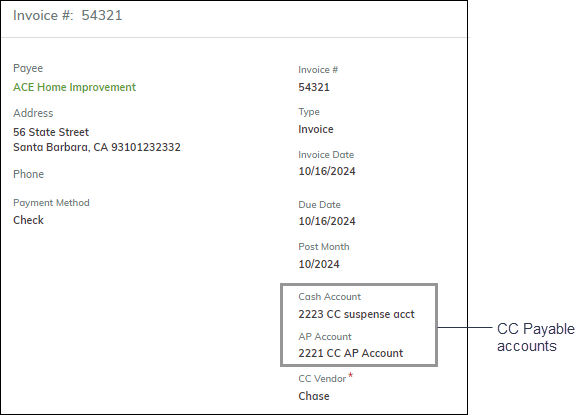 Invoice #: 54321
Payee
ACE Home Improvement
Address
56 State Street
Santa Barbara, CA 93101232332
Phone
Payment Method
Check
Invoice #
54321
Type
Invoice
Invoice Date
10/16/2024
Due Date
10/16/2024
Post Month
10/2024
Cash Account
2223 CC suspense acct
AP Account
2221 CC AP Account
CC Vendor *
Chase
CC Payable
accounts